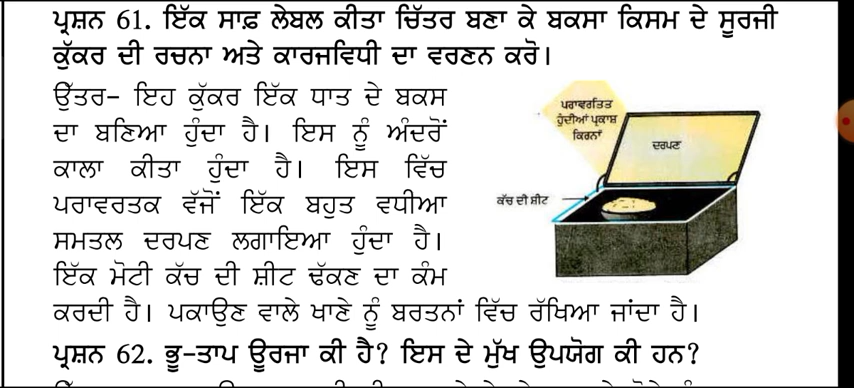 ਪ੍ਰਸ਼ਨ 61. ਇੱਕ ਸਾਫ਼ ਲੇਬਲ ਕੀਤਾ ਚਿੱਤਰ ਬਣਾ ਕੇ ਬਕਸਾ ਕਿਸਮ ਦੇ ਸੂਰਜੀ
ਕੁੱਕਰ ਦੀ ਰਚਨਾ ਅਤੇ ਕਾਰਜਵਿਧੀ ਦਾ ਵਰਣਨ ਕਰੋ।
ਉੱਤਰ- ਇਹ ਕੁੱਕਰ ਇੱਕ ਧਾਤ ਦੇ ਬਕਸ
ਦਾ ਬਣਿਆ ਹੁੰਦਾ ਹੈ। ਇਸ ਨੂੰ ਅੰਦਰੋਂ
ਕਾਲਾ ਕੀਤਾ ਹੁੰਦਾ ਹੈ। ਇਸ ਵਿੱਚ
ਪਰਾਵਰਤਕ ਵੱਜੋਂ ਇੱਕ ਬਹੁਤ ਵਧੀਆ
ਸਮਤਲ ਦਰਪਣ ਲਗਾਇਆ ਹੁੰਦਾ ਹੈ।
ਇੱਕ ਮੋਟੀ ਕੱਚ ਦੀ ਸ਼ੀਟ ਢੱਕਣ ਦਾ ਕੰਮ
ਪਰਾਵਰਤਿਤ
ਹੁੰਦੀਆਂ ਪ੍ਰਕਾਸ਼
ਕਿਰਨਾਂ
ਦਰਪਣ
ਕੱਚ ਦੀ ਸ਼ੀਟ
ਕਰਦੀ ਹੈ। ਪਕਾਉਣ ਵਾਲੇ ਖਾਣੇ ਨੂੰ ਬਰਤਨਾਂ ਵਿੱਚ ਰੱਖਿਆ ਜਾਂਦਾ ਹੈ।
ਪ੍ਰਸ਼ਨ 62. ਭੂ-ਤਾਪ ਊਰਜਾ ਕੀ ਹੈ? ਇਸ ਦੇ ਮੁੱਖ ਉਪਯੋਗ ਕੀ ਹਨ?